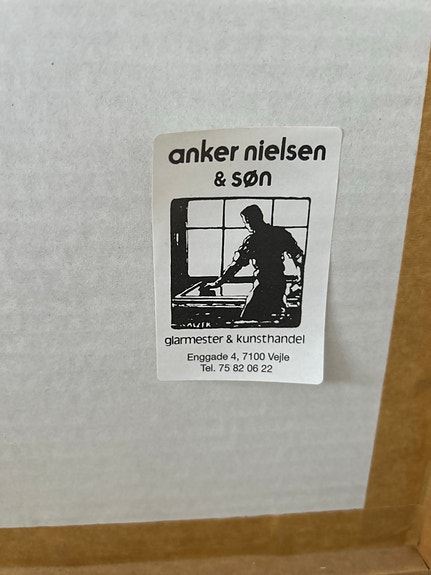 anker nielsen
& søn
glarmester & kunsthandel
Enggade 4, 7100 Vejle
Tel. 75 82 06 22